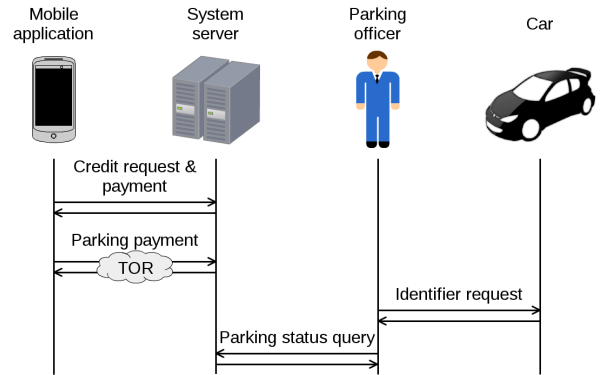 Mobile
application
System
server
Parking
officer
Car
Credit request &
payment
Parking payment
TOR
Identifier request
Parking status query